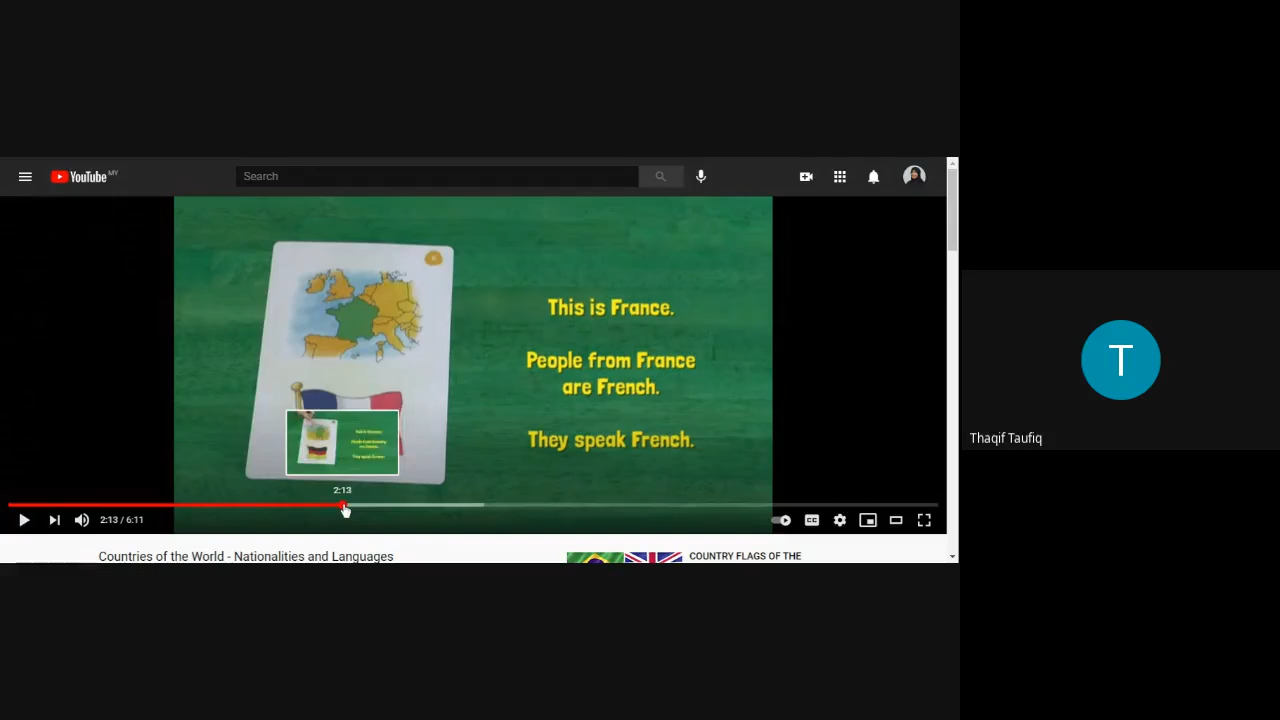 YouTube MY
Search
This is France.
People from France
are French.
They speak French.
2:13
2:13 / 6:11
CC
Countries of the World - Nationalities and Languages
COUNTRY FLAGS OF THE
T
Thaqif Taufiq